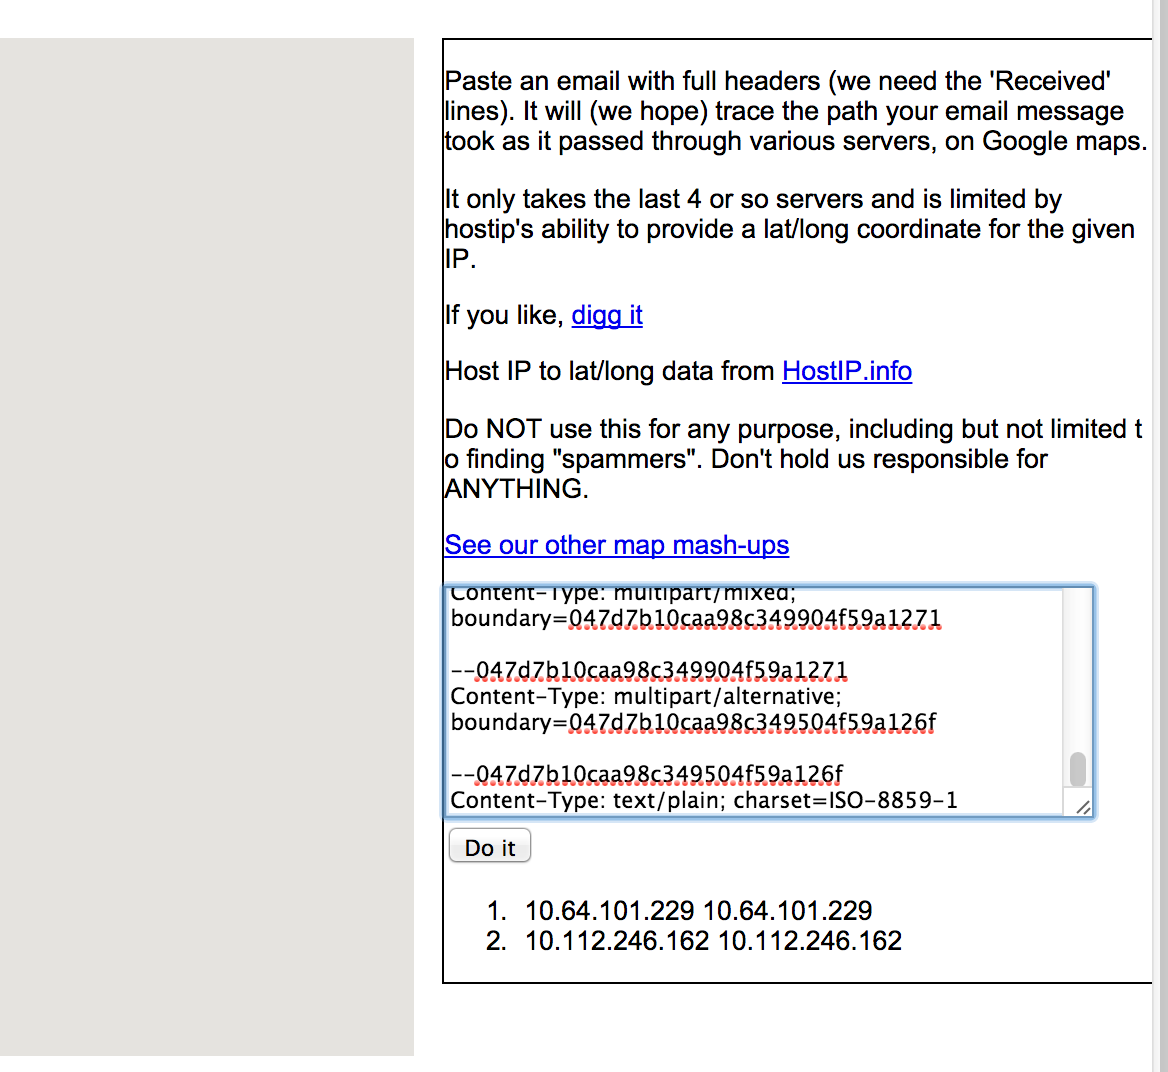 Paste an email with full headers (we need the 'Received'
lines). It will (we hope) trace the path your email message
took as it passed through various servers, on Google maps.
It only takes the last 4 or so servers and is limited by
hostip's ability to provide a lat/long coordinate for the given
IP.
If you like, digg it
Host IP to lat/long data from HostIP.info
Do NOT use this for any purpose, including but not limited t
o finding "spammers". Don't hold us responsible for
ANYTHING.
See our other map mash-ups
Content-Type: multipart/mixed;
boundary=047d7b10caa98c349904f59a1271
--047d7b10caa98c349904f59a1271
Content-Type: multipart/alternative;
boundary=047d7b10caa98c349504f59a126f
--047d7b10caa98c349504f59a126f
Content-Type: text/plain; charset=ISO-8859-1
Do it
1. 10.64.101.229 10.64.101.229
2. 10.112.246.162 10.112.246.162